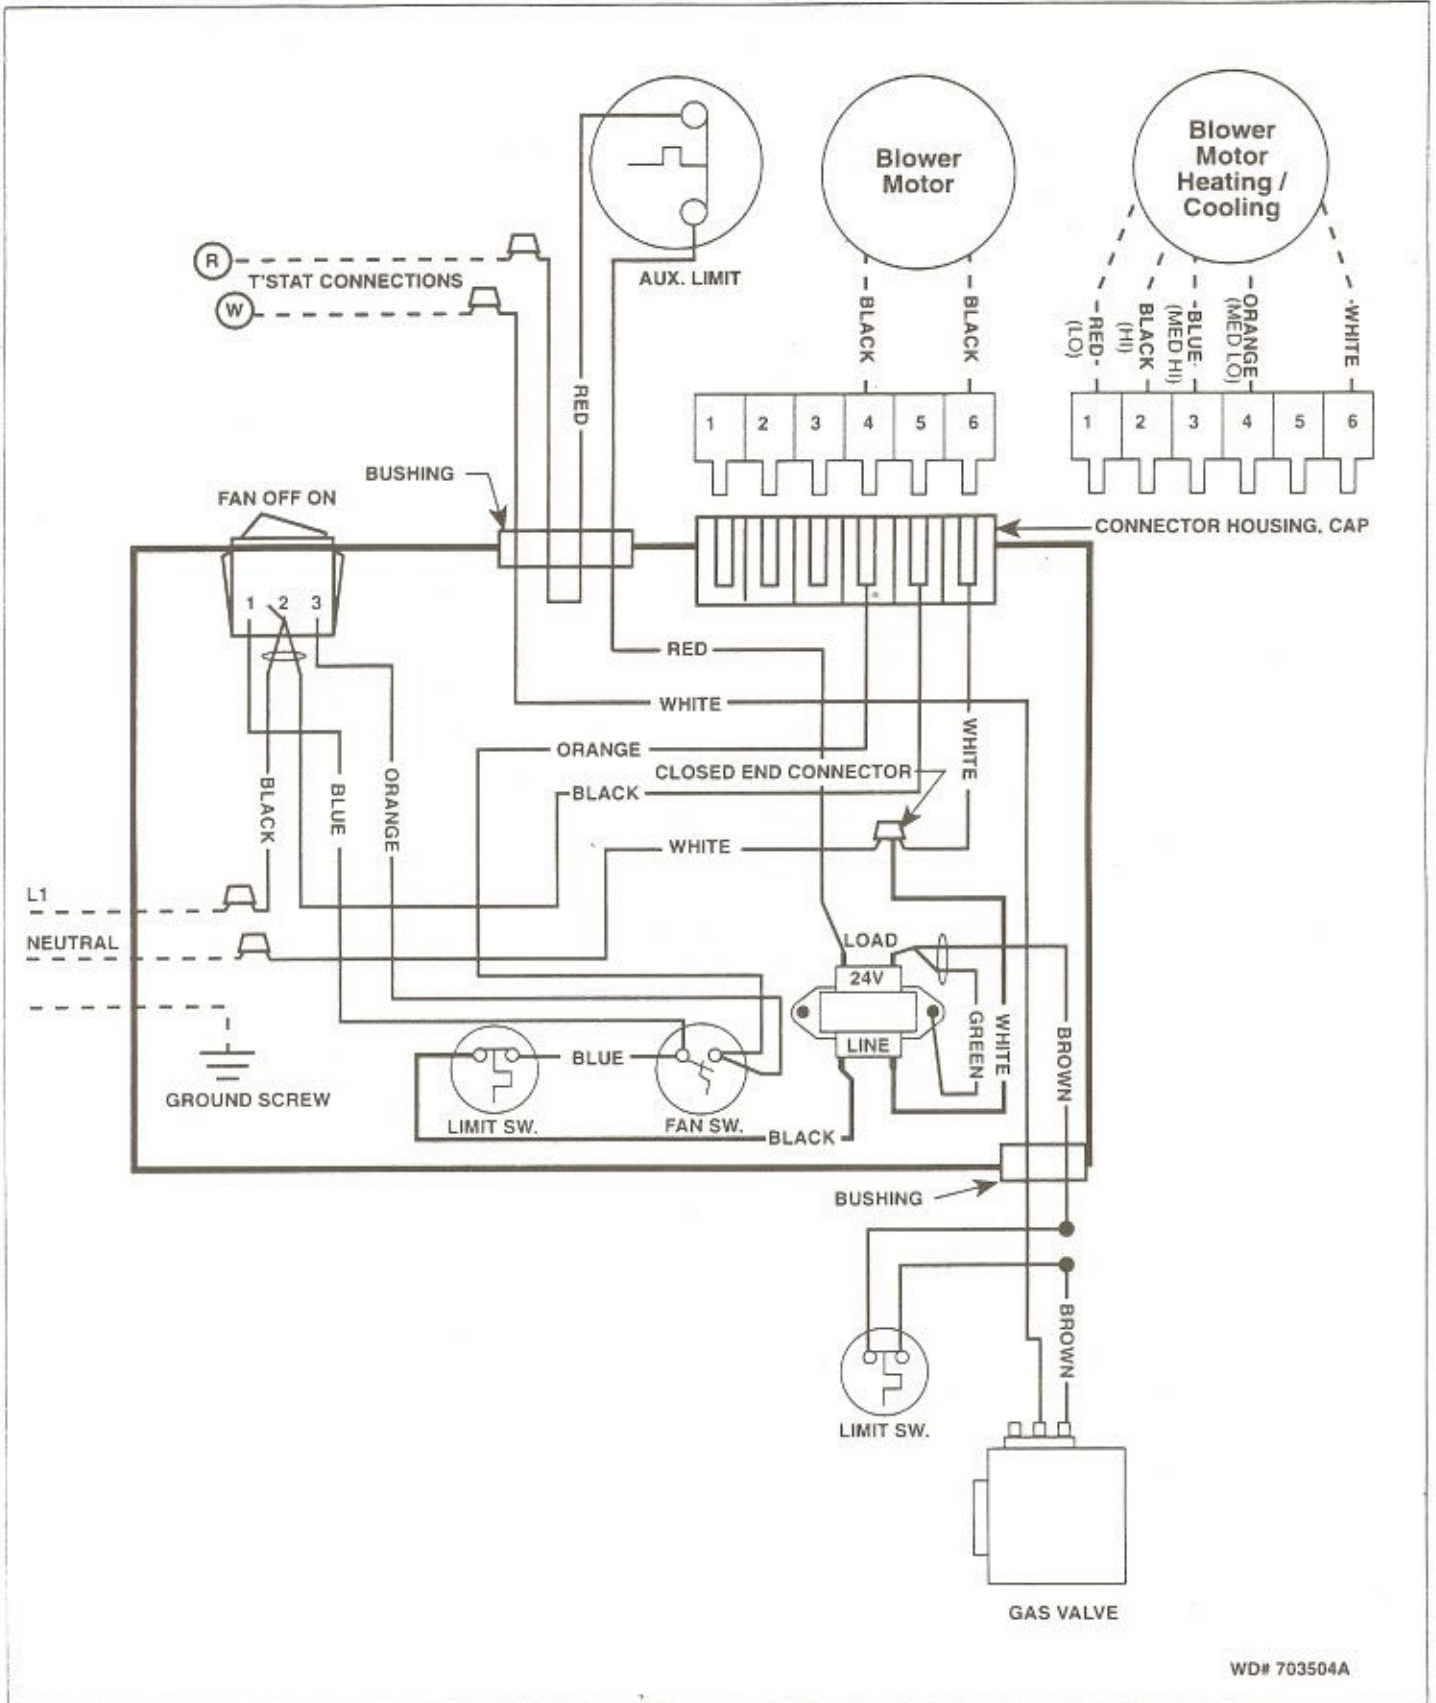 Blower
Motor
Blower
Motor
Heating /
Cooling
R
T'STAT CONNECTIONS
W
AUX. LIMIT
BLACK
BLACK
RED
(LO)
BLACK
(HI)
BLUE
(MED HI)
ORANGE
(MED LO)
WHITE
RED
1 2 3 4 5 6
1 2 3 4 5 6
BUSHING
FAN OFF ON
CONNECTOR HOUSING, CAP
1 2 3
RED
WHITE
ORANGE
WHITE
CLOSED END CONNECTOR
BLACK
BLACK
BLUE
ORANGE
WHITE
L1
NEUTRAL
LOAD
24V
LINE
GREEN
WHITE
BROWN
BLUE
GROUND SCREW
LIMIT SW.
FAN SW.
BLACK
BUSHING
BROWN
LIMIT SW.
GAS VALVE
WD# 703504A